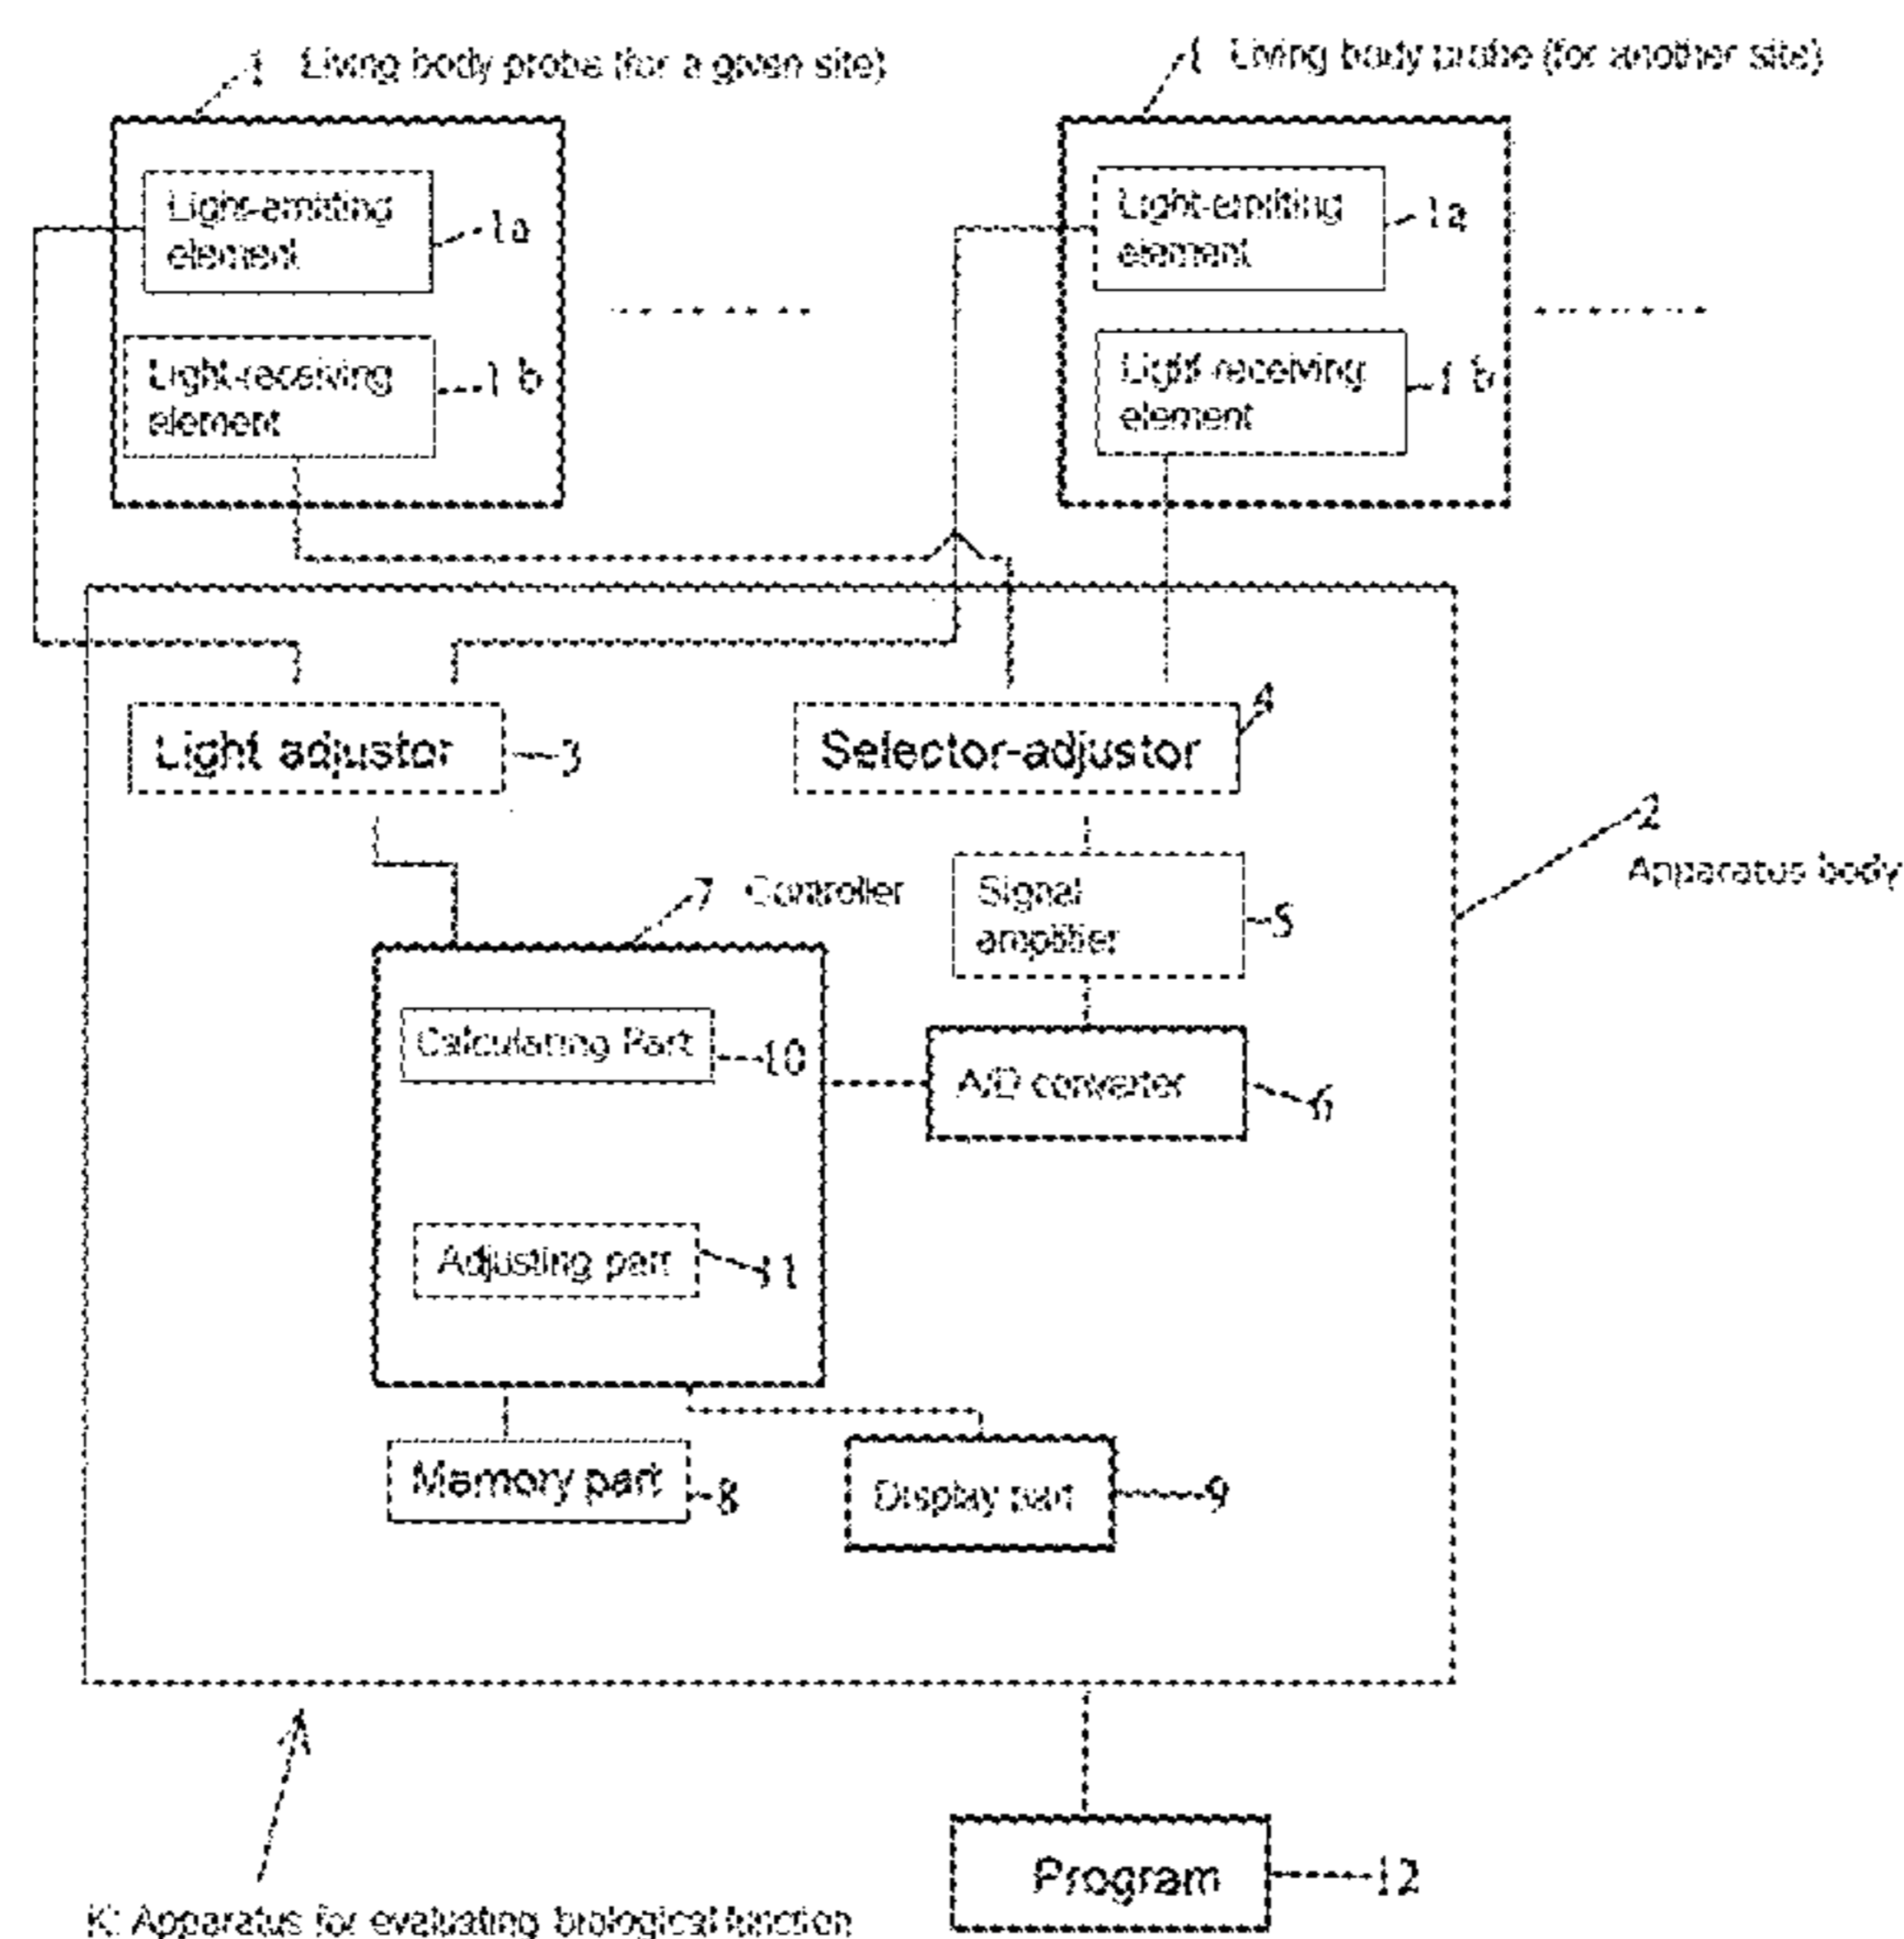 1 Living body probe (for a given site)
1 Living body probe (for another site)
Light-emitting
element
1a
Light-emitting
element
1a
Light-receiving
element
1b
Light-receiving
element
1b
Light adjustor
3
Selector-adjustor
4
2
Apparatus body
7 Controller
Signal
amplifier
5
Calculating Part
10
A/D converter
6
Adjusting part
11
Memory part
8
Display part
9
Program
12
K: Apparatus for evaluating biological function